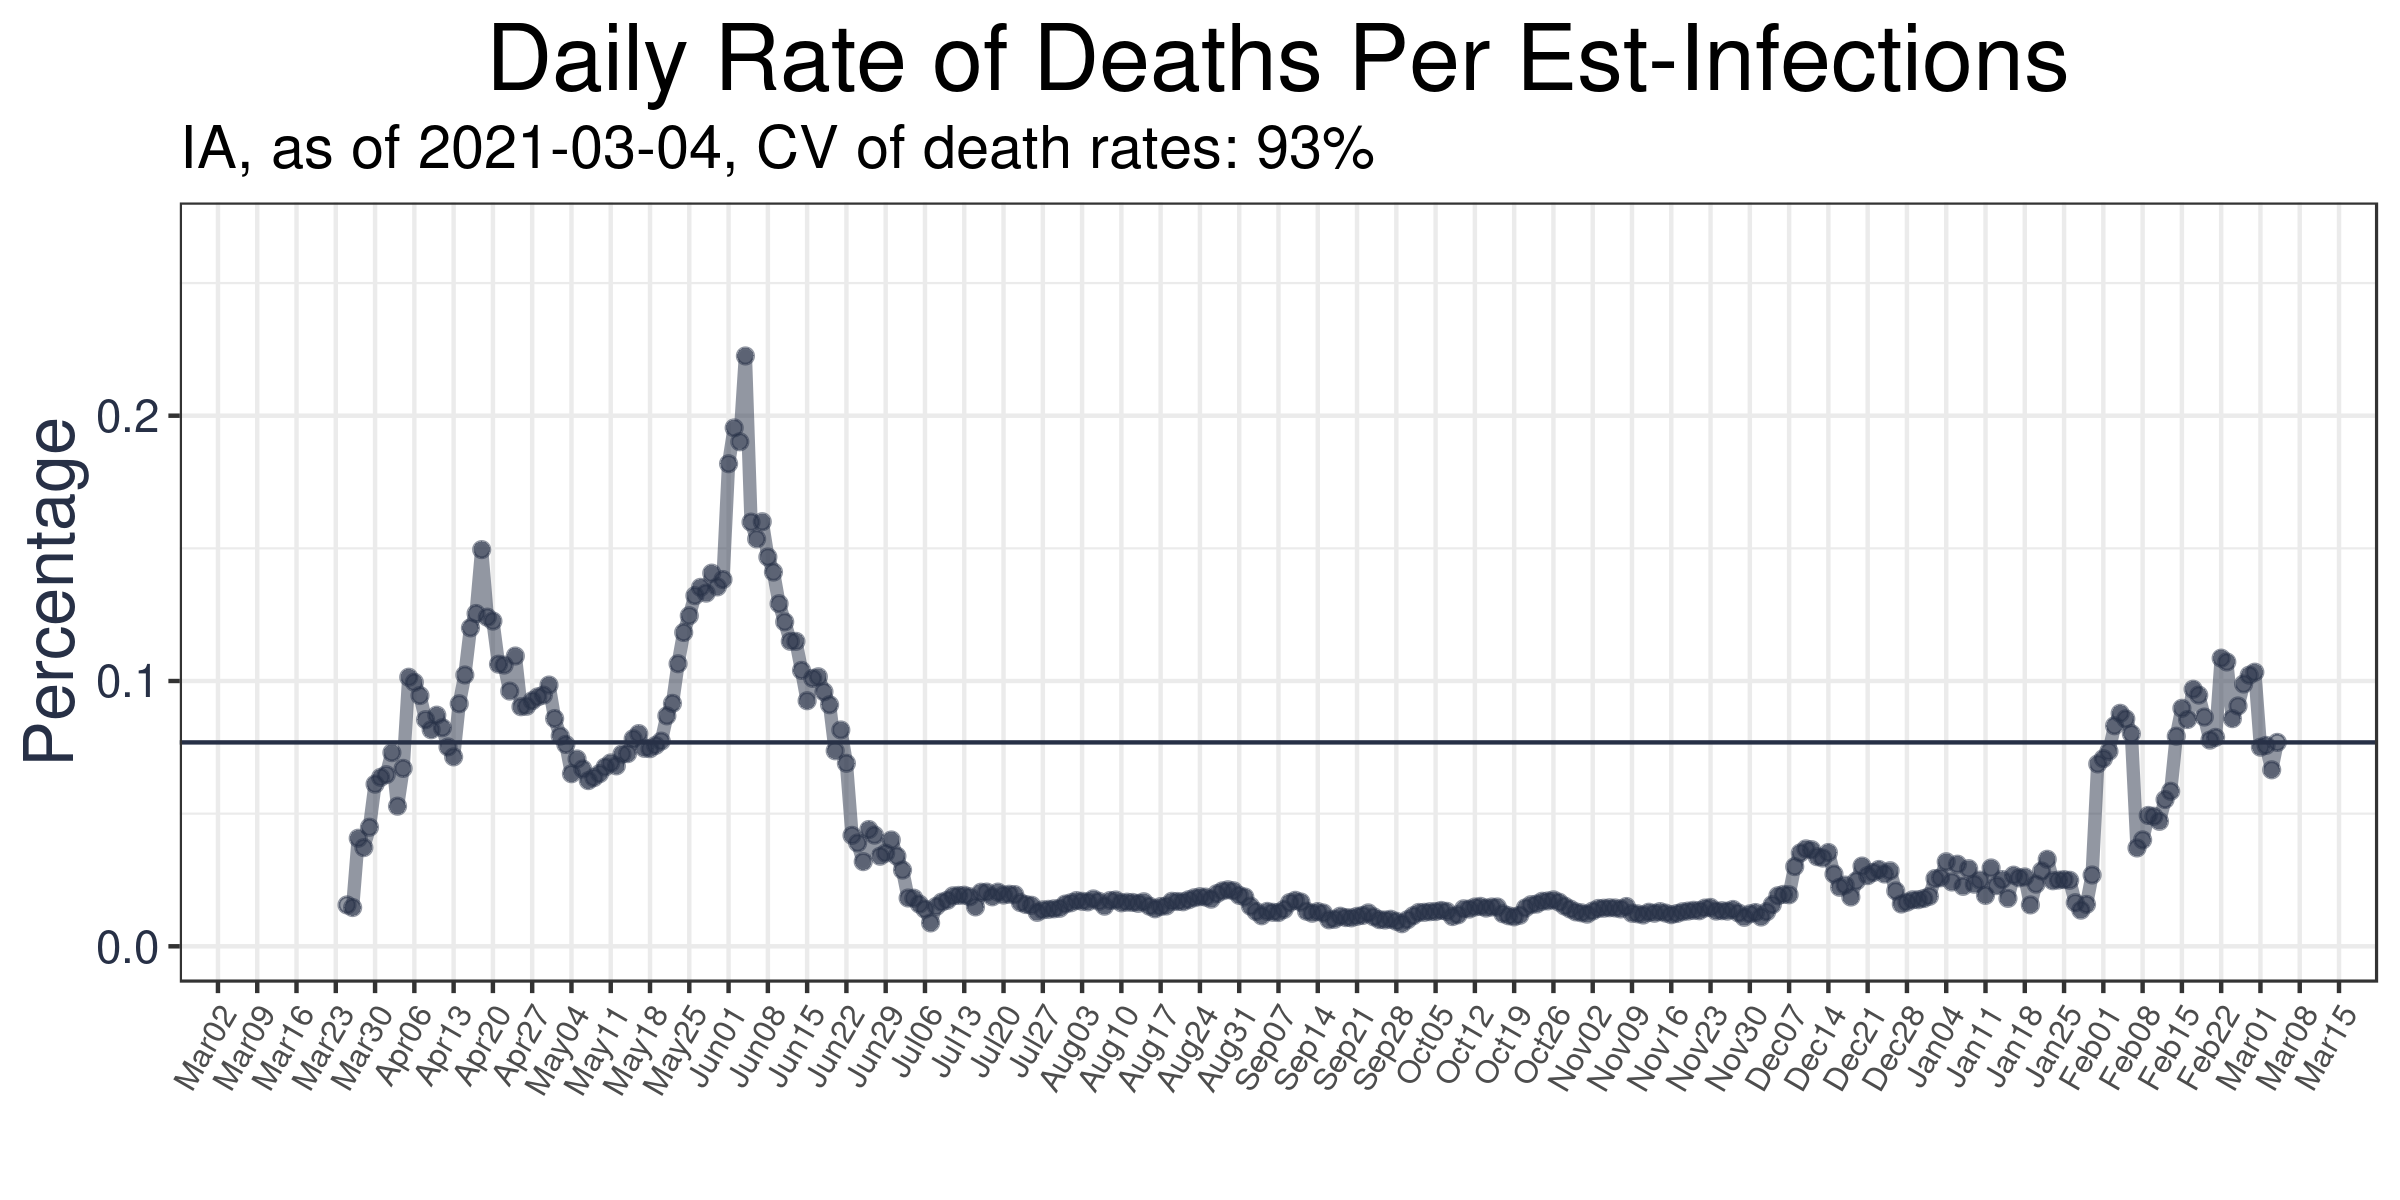 Daily Rate of Deaths Per Est-Infections
IA, as of 2021-03-04, CV of death rates: 93%
Percentage
0.2
0.1
0.0
Mar02 Mar09 Mar16 Mar23 Mar30 Apr06 Apr13 Apr20 Apr27 May04 May11 May18 May25 Jun01 Jun08 Jun15 Jun22 Jun29 Jul06 Jul13 Jul20 Jul27 Aug03 Aug10 Aug17 Aug24 Aug31 Sep07 Sep14 Sep21 Sep28 Oct05 Oct12 Oct19 Oct26 Nov02 Nov09 Nov16 Nov23 Nov30 Dec07 Dec14 Dec21 Dec28 Jan04 Jan11 Jan18 Jan25 Feb01 Feb08 Feb15 Feb22 Mar01 Mar08 Mar15